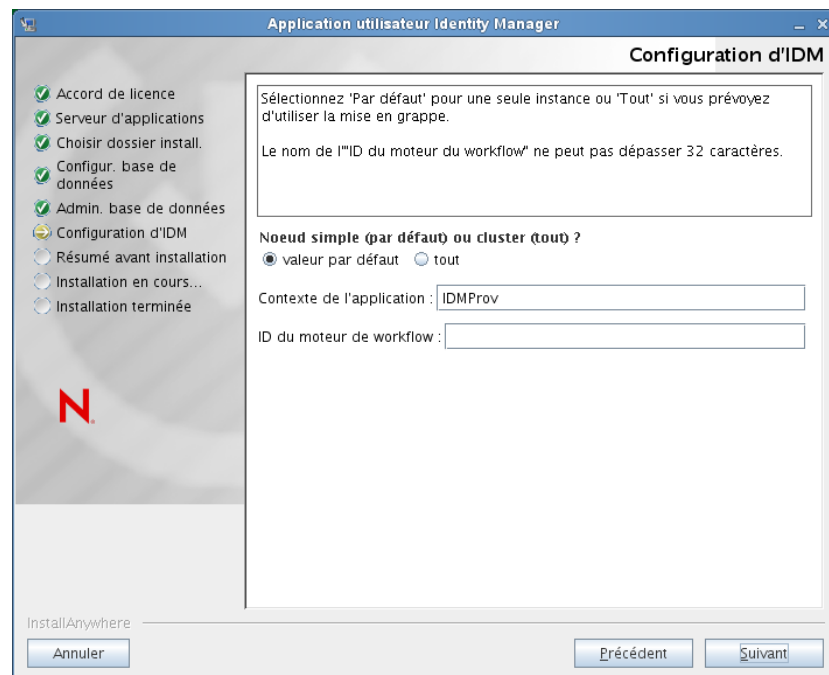 Application utilisateur Identity Manager
Configuration d'IDM
Accord de licence
Serveur d'applications
Choisir dossier install.
Configur. base de
données
Admin. base de données
Configuration d'IDM
Résumé avant installation
Installation en cours...
Installation terminée
N
Sélectionnez 'Par défaut' pour une seule instance ou 'Tout' si vous prévoyez
d'utiliser la mise en grappe.
Le nom de l'"ID du moteur du workflow" ne peut pas dépasser 32 caractères.
Noeud simple (par défaut) ou cluster (tout) ?
valeur par défaut
tout
Contexte de l'application : IDMProv
ID du moteur de workflow :
InstallAnywhere
Annuler
Précédent
Suivant